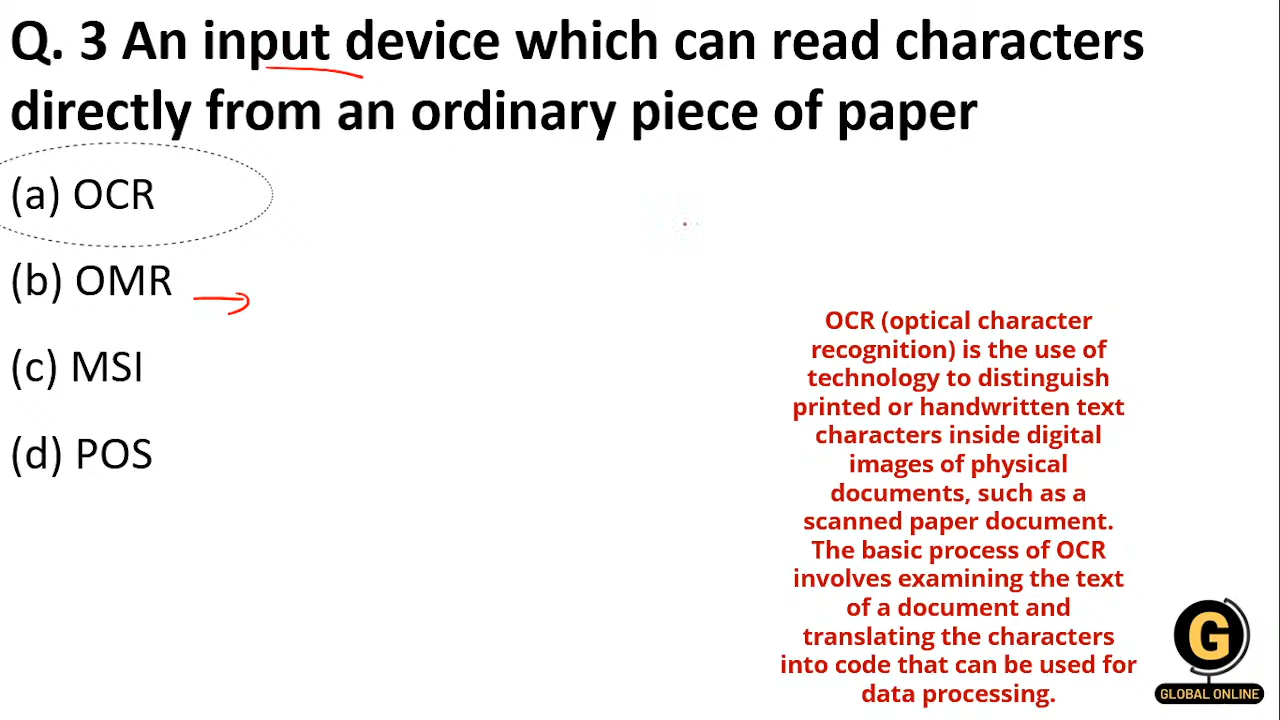 Q. 3 An input device which can read characters
directly from an ordinary piece of paper
(a) OCR
(b) OMR
(c) MSI
(d) POS
OCR (optical character
recognition) is the use of
technology to distinguish
printed or handwritten text
characters inside digital
images of physical
documents, such as a
scanned paper document.
The basic process of OCR
involves examining the text
of a document and
translating the characters
into code that can be used for
data processing.
G
GLOBAL ONLINE